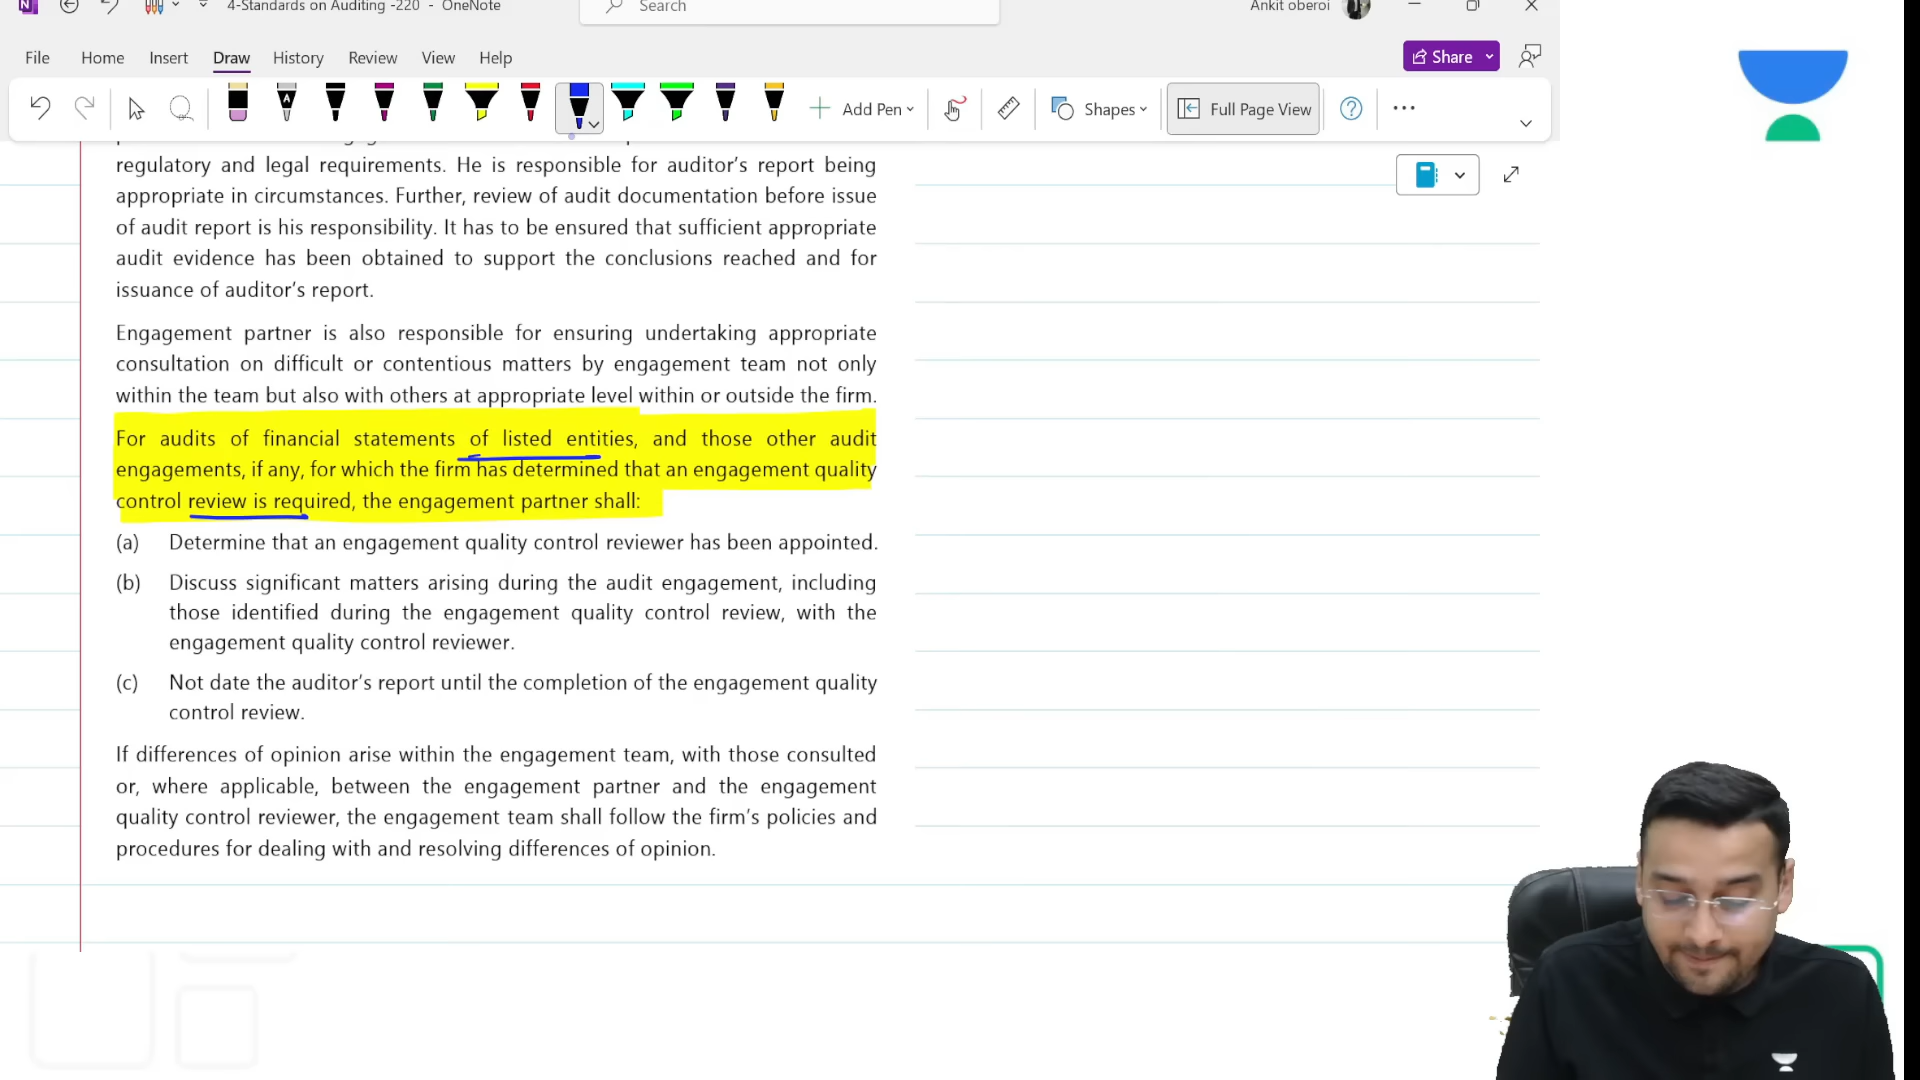 4-Standards on Auditing -220 - OneNote
Search
Ankit oberoi
File Home Insert Draw History Review View Help
Share
Add Pen
Shapes
Full Page View
regulatory and legal requirements. He is responsible for auditor's report being
appropriate in circumstances. Further, review of audit documentation before issue
of audit report is his responsibility. It has to be ensured that sufficient appropriate
audit evidence has been obtained to support the conclusions reached and for
issuance of auditor's report.
Engagement partner is also responsible for ensuring undertaking appropriate
consultation on difficult or contentious matters by engagement team not only
within the team but also with others at appropriate level within or outside the firm.
For audits of financial statements of listed entities, and those other audit
engagements, if any, for which the firm has determined that an engagement quality
control review is required, the engagement partner shall:
(a) Determine that an engagement quality control reviewer has been appointed.
(b) Discuss significant matters arising during the audit engagement, including
those identified during the engagement quality control review, with the
engagement quality control reviewer.
(c) Not date the auditor's report until the completion of the engagement quality
control review.
If differences of opinion arise within the engagement team, with those consulted
or, where applicable, between the engagement partner and the engagement
quality control reviewer, the engagement team shall follow the firm's policies and
procedures for dealing with and resolving differences of opinion.